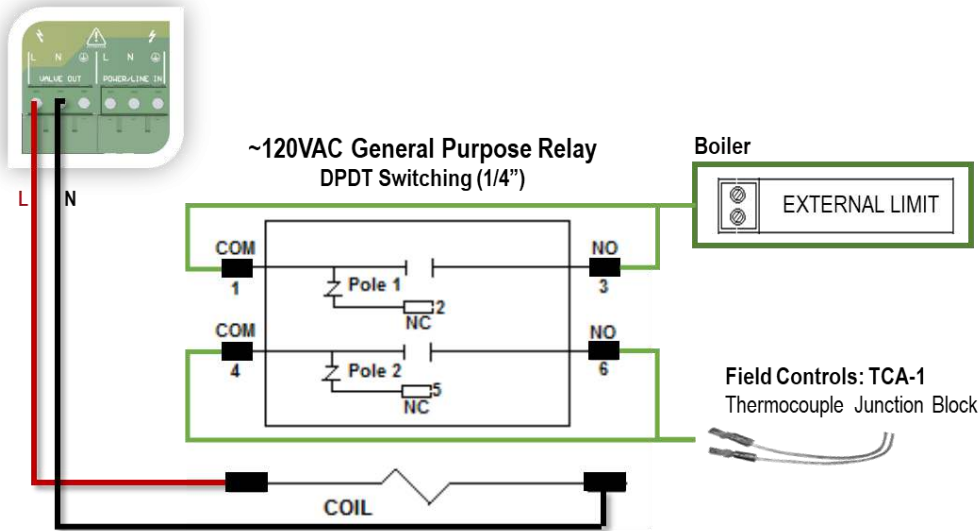 L N L N
VALVE OUT POWER/LINE IN
L N
~120VAC General Purpose Relay
DPDT Switching (1/4”)
Boiler
EXTERNAL LIMIT
COM
1
Pole 1
2
NC
NO
3
COM
4
Pole 2
5
NC
NO
6
Field Controls: TCA-1
Thermocouple Junction Block
COIL